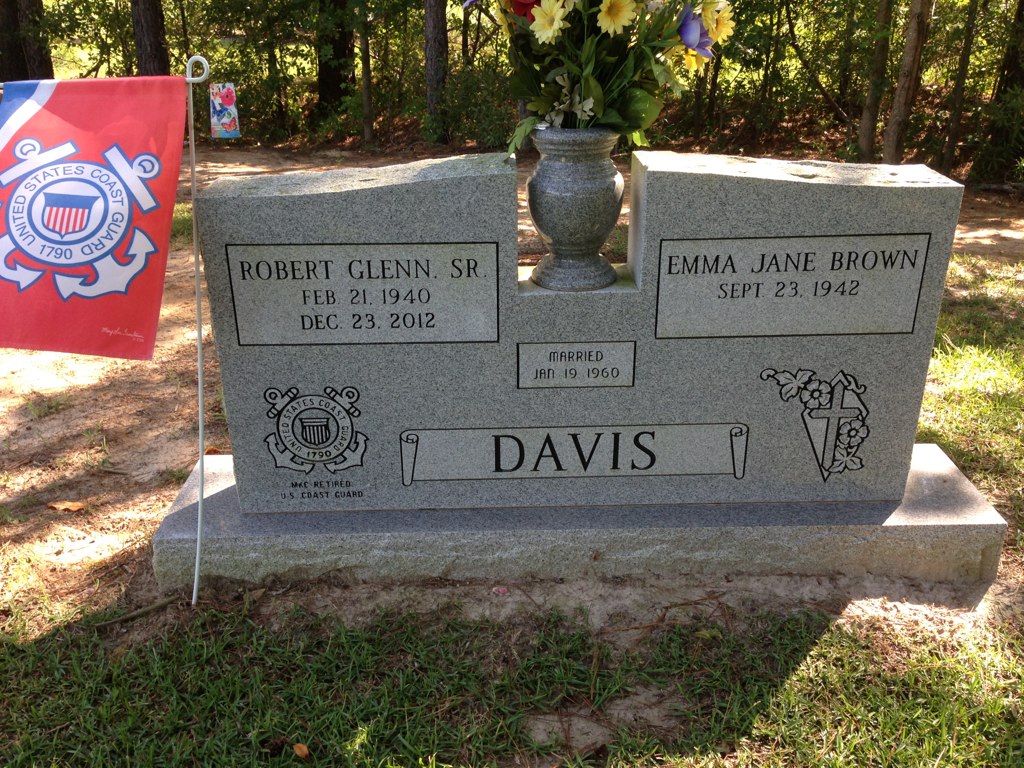 UNITED STATES COAST GUARD
1790
ROBERT GLENN, SR.
FEB. 21, 1940
DEC. 23, 2012
EMMA JANE BROWN
SEPT. 23, 1942
MARRIED
JAN 19 1960
UNITED STATES COAST GUARD
1790
MKC RETIRED
U.S. COAST GUARD
DAVIS